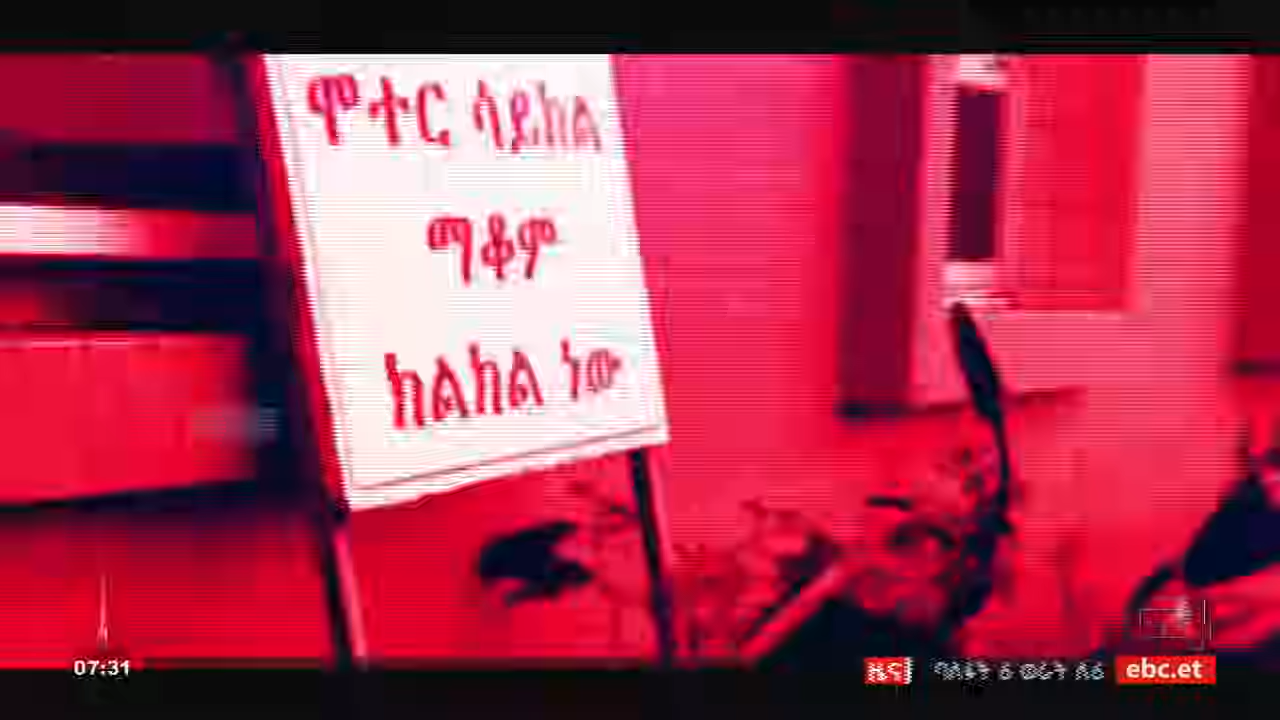 ሞተር ሳይክል
ማቆም
ክልክል ነው
07:31
ዜና
ebc.et